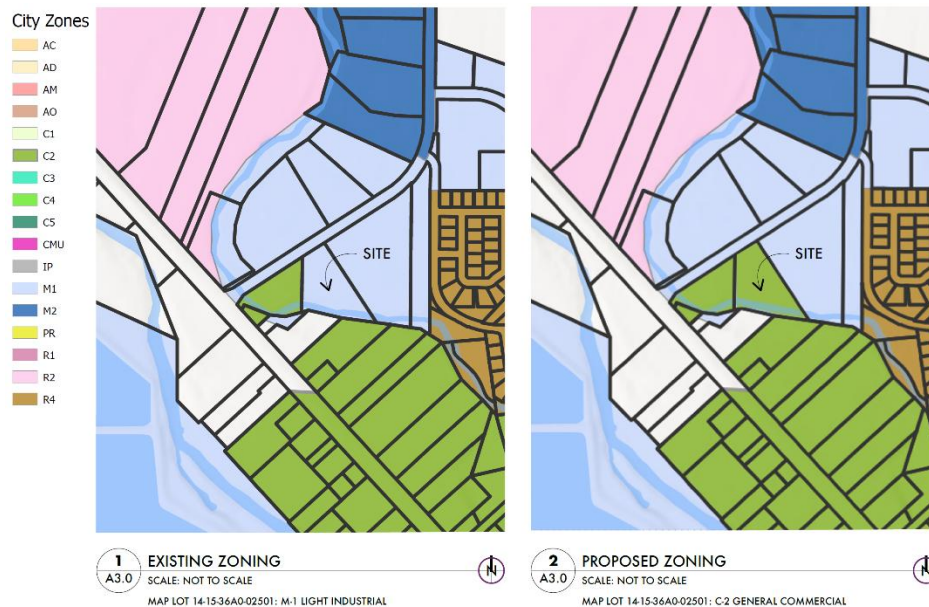 City Zones
AC
AD
AM
AO
C1
C2
C3
C4
C5
CMU
IP
M1
M2
PR
R1
R2
R4
SITE
SITE
1
A3.0
EXISTING ZONING
SCALE: NOT TO SCALE
MAP LOT 14-15-36A0-02501: M-1 LIGHT INDUSTRIAL
N
2
A3.0
PROPOSED ZONING
SCALE: NOT TO SCALE
MAP LOT 14-15-36A0-02501: C-2 GENERAL COMMERCIAL
N